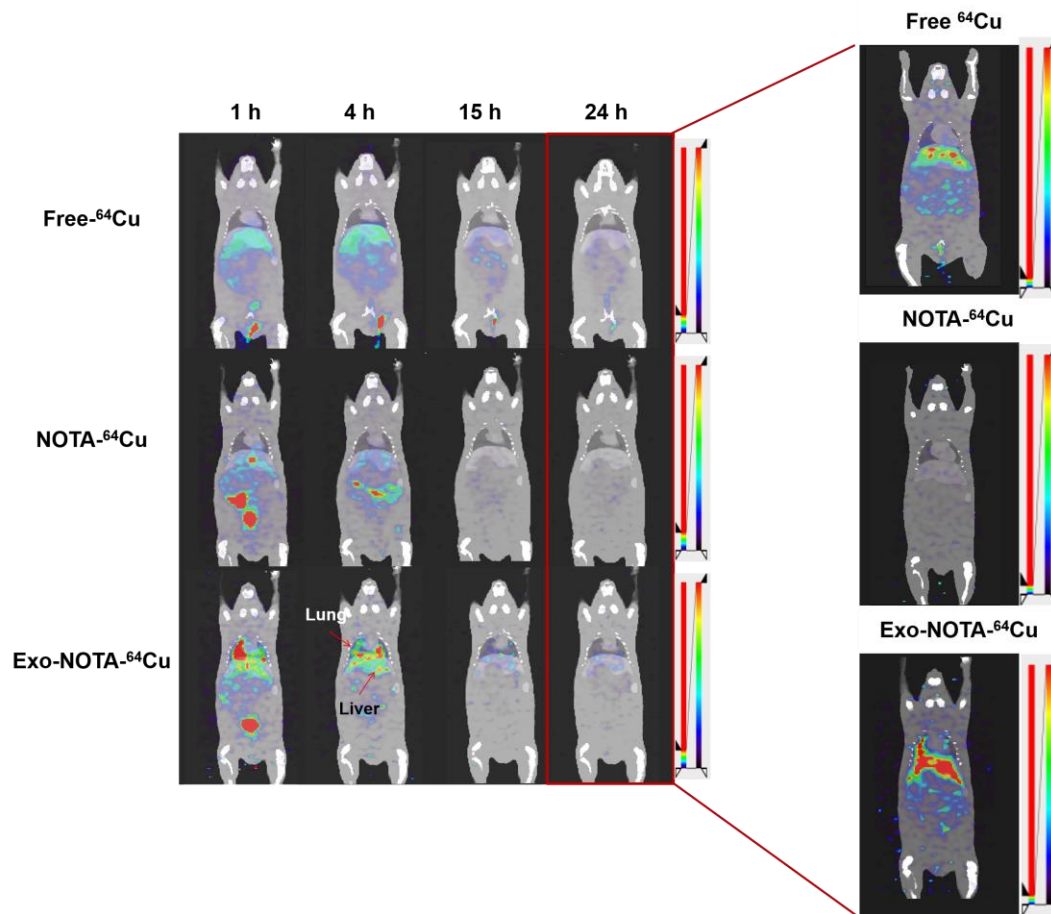 Free ⁶⁴Cu
1 h 4 h 15 h 24 h
Free-⁶⁴Cu
NOTA-⁶⁴Cu
NOTA-⁶⁴Cu
Lung
Exo-NOTA-⁶⁴Cu
Exo-NOTA-⁶⁴Cu
Liver